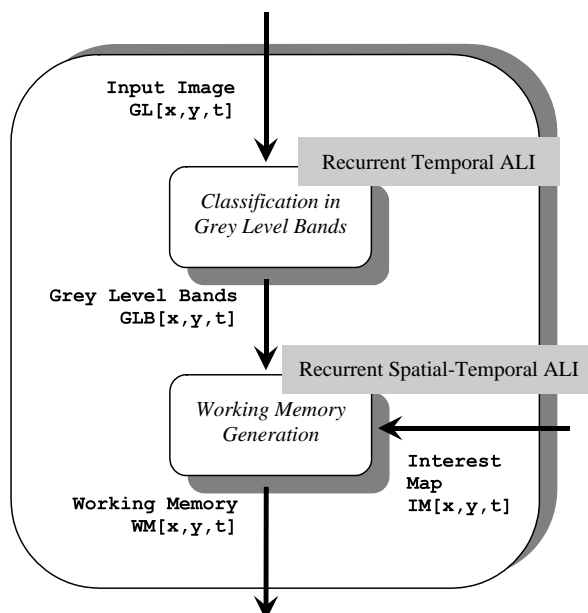 Input Image
GL[x,y,t]
Recurrent Temporal ALI
Classification in
Grey Level Bands
Grey Level Bands
GLB[x,y,t]
Recurrent Spatial-Temporal ALI
Working Memory
Generation
Interest
Map
IM[x,y,t]
Working Memory
WM[x,y,t]